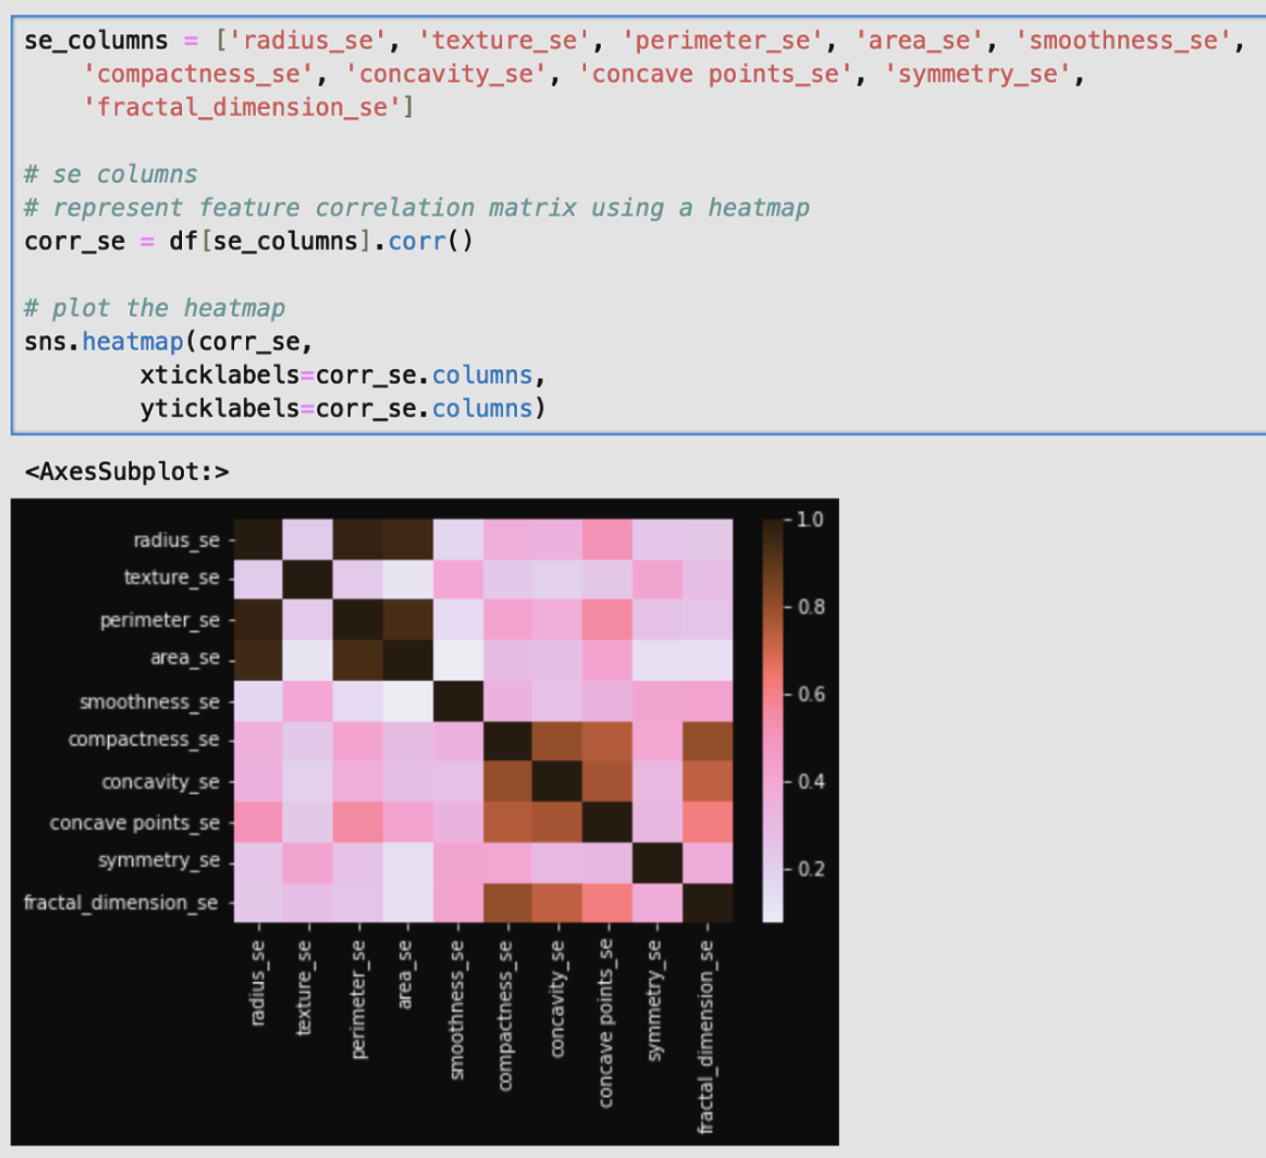 se_columns = ['radius_se', 'texture_se', 'perimeter_se', 'area_se', 'smoothness_se',
    'compactness_se', 'concavity_se', 'concave points_se', 'symmetry_se',
    'fractal_dimension_se']
# se columns
# represent feature correlation matrix using a heatmap
corr_se = df[se_columns].corr()
# plot the heatmap
sns.heatmap(corr_se,
        xticklabels=corr_se.columns,
        yticklabels=corr_se.columns)
<AxesSubplot:>
radius_se
texture_se
perimeter_se
area_se
smoothness_se
compactness_se
concavity_se
concave points_se
symmetry_se
fractal_dimension_se
1.0
0.8
0.6
0.4
0.2
radius_se
texture_se
perimeter_se
area_se
smoothness_se
compactness_se
concavity_se
concave points_se
symmetry_se
fractal_dimension_se